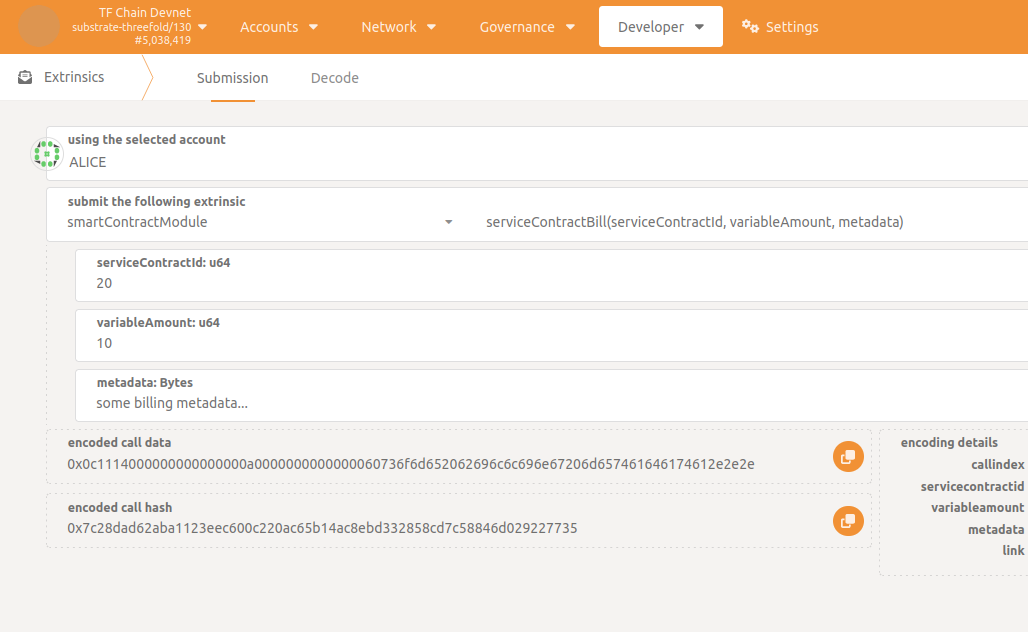 TF Chain Devnet
substrate-threefold/130
#5,038,419
Accounts
Network
Governance
Developer
Settings
Extrinsics
Submission
Decode
using the selected account
ALICE
submit the following extrinsic
smartContractModule
serviceContractBill(serviceContractId, variableAmount, metadata)
serviceContractId: u64
20
variableAmount: u64
10
metadata: Bytes
some billing metadata...
encoded call data
0x0c1114000000000000000a0000000000000060736f6d652062696c6c696e67206d657461646174612e2e2e
encoding details
callindex
servicecontractid
variableamount
metadata
link
encoded call hash
0x7c28dad62aba1123eec600c220ac65b14ac8ebd332858cd7c58846d029227735